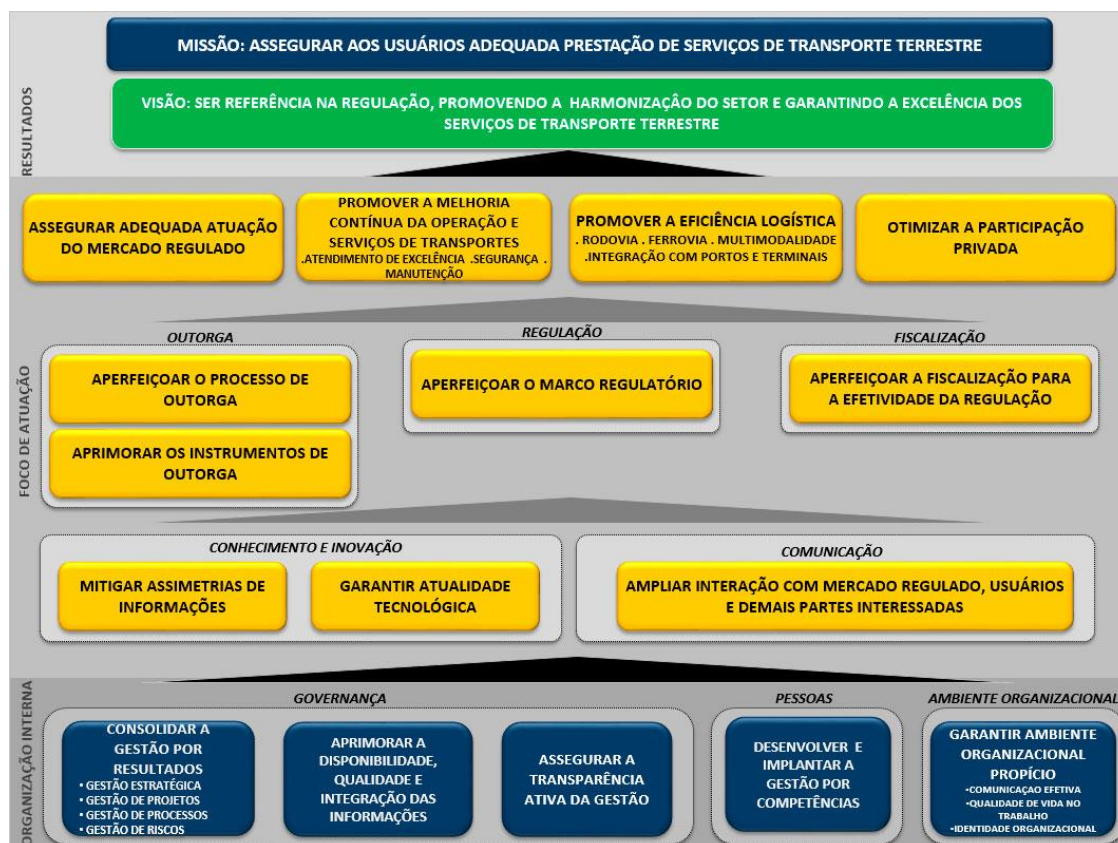 MISSÃO: ASSEGURAR AOS USUÁRIOS ADEQUADA PRESTAÇÃO DE SERVIÇOS DE TRANSPORTE TERRESTRE
VISÃO: SER REFERÊNCIA NA REGULAÇÃO, PROMOVENDO A HARMONIZAÇÂO DO SETOR E GARANTINDO A EXCELÊNCIA DOS
SERVIÇOS DE TRANSPORTE TERRESTRE
RESULTADOS
ASSEGURAR ADEQUADA ATUAÇÃO
DO MERCADO REGULADO
PROMOVER A MELHORIA
CONTÍNUA DA OPERAÇÃO E
SERVIÇOS DE TRANSPORTES
.ATENDIMENTO DE EXCELÊNCIA .SEGURANÇA .
MANUTENÇÃO
PROMOVER A EFICIÊNCIA LOGÍSTICA
. RODOVIA . FERROVIA . MULTIMODALIDADE
.INTEGRAÇÃO COM PORTOS E TERMINAIS
OTIMIZAR A PARTICIPAÇÃO
PRIVADA
FOCO DE ATUAÇÃO
OUTORGA
APERFEIÇOAR O PROCESSO DE
OUTORGA
APRIMORAR OS INSTRUMENTOS DE
OUTORGA
REGULAÇÃO
APERFEIÇOAR O MARCO REGULATÓRIO
FISCALIZAÇÃO
APERFEIÇOAR A FISCALIZAÇÃO PARA
A EFETIVIDADE DA REGULAÇÃO
CONHECIMENTO E INOVAÇÃO
MITIGAR ASSIMETRIAS DE
INFORMAÇÕES
GARANTIR ATUALIDADE
TECNOLÓGICA
COMUNICAÇÃO
AMPLIAR INTERAÇÃO COM MERCADO REGULADO, USUÁRIOS
E DEMAIS PARTES INTERESSADAS
ORGANIZAÇÃO INTERNA
GOVERNANÇA
CONSOLIDAR A
GESTÃO POR
RESULTADOS
• GESTÃO ESTRATÉGICA
• GESTÃO DE PROJETOS
• GESTÃO DE PROCESSOS
• GESTÃO DE RISCOS
APRIMORAR A
DISPONIBILIDADE,
QUALIDADE E
INTEGRAÇÃO DAS
INFORMAÇÕES
ASSEGURAR A
TRANSPARÊNCIA
ATIVA DA GESTÃO
PESSOAS
DESENVOLVER E
IMPLANTAR A
GESTÃO POR
COMPETÊNCIAS
AMBIENTE ORGANIZACIONAL
GARANTIR AMBIENTE
ORGANIZACIONAL
PROPÍCIO
•COMUNICAÇAO EFETIVA
•QUALIDADE DE VIDA NO
TRABALHO
•IDENTIDADE ORGANIZACIONAL